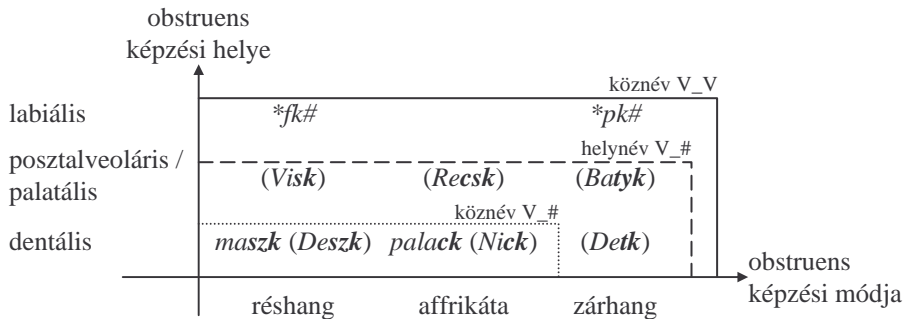 obstruens
képzési helye
köznév V_V
labiális *fk# *pk#
helynév V_#
posztalveoláris /
palatális (Visk) (Recsk) (Batyk)
köznév V_#
dentális maszk (Deszk) palack (Nick) (Detk)
obstruens
képzési módja
réshang affrikáta zárhang